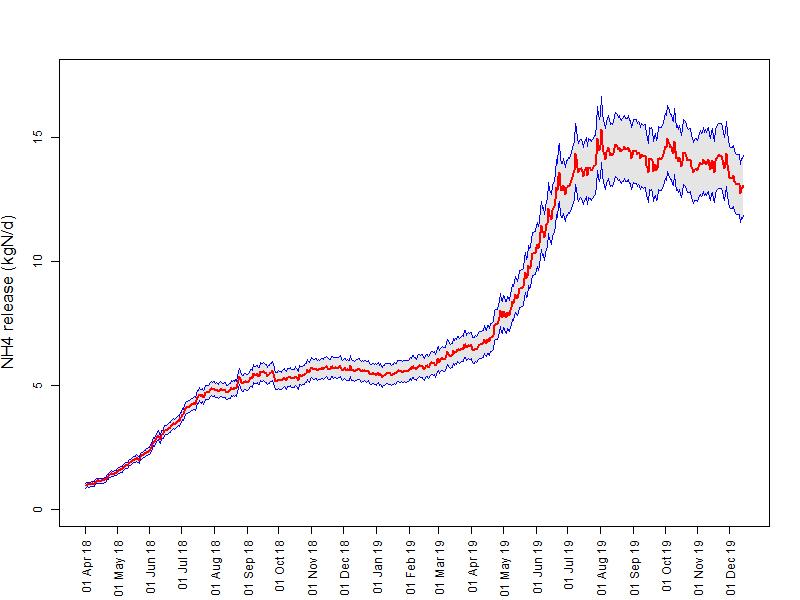 NH4 release (kgN/d)
15
10
5
0
01 Apr 18
01 May 18
01 Jun 18
01 Jul 18
01 Aug 18
01 Sep 18
01 Oct 18
01 Nov 18
01 Dec 18
01 Jan 19
01 Feb 19
01 Mar 19
01 Apr 19
01 May 19
01 Jun 19
01 Jul 19
01 Aug 19
01 Sep 19
01 Oct 19
01 Nov 19
01 Dec 19